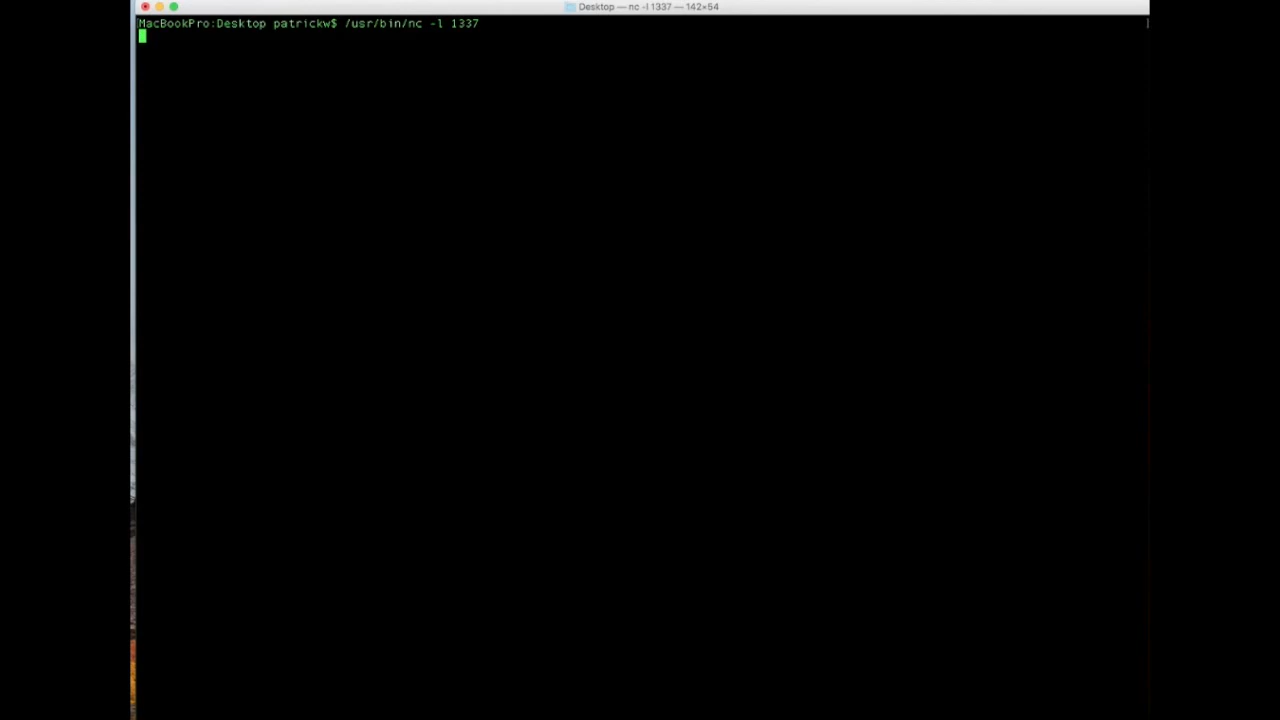 Desktop — nc -l 1337 — 142×54
MacBookPro:Desktop patrickw$ /usr/bin/nc -l 1337